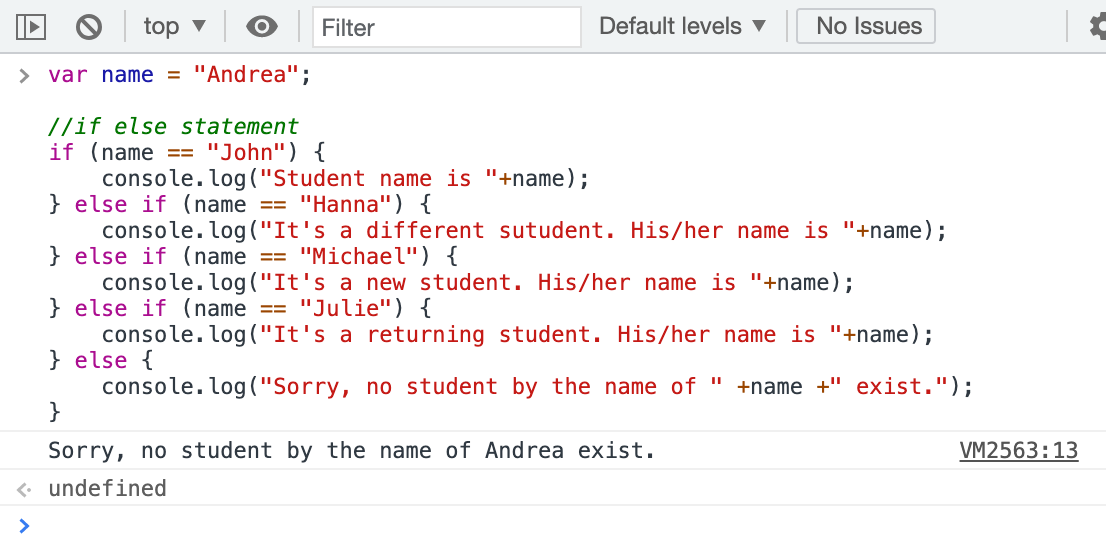 top ▼ Filter Default levels ▼ No Issues
var name = "Andrea";
//if else statement
if (name == "John") {
    console.log("Student name is "+name);
} else if (name == "Hanna") {
    console.log("It's a different sutudent. His/her name is "+name);
} else if (name == "Michael") {
    console.log("It's a new student. His/her name is "+name);
} else if (name == "Julie") {
    console.log("It's a returning student. His/her name is "+name);
} else {
    console.log("Sorry, no student by the name of " +name +" exist.");
}
Sorry, no student by the name of Andrea exist. VM2563:13
undefined